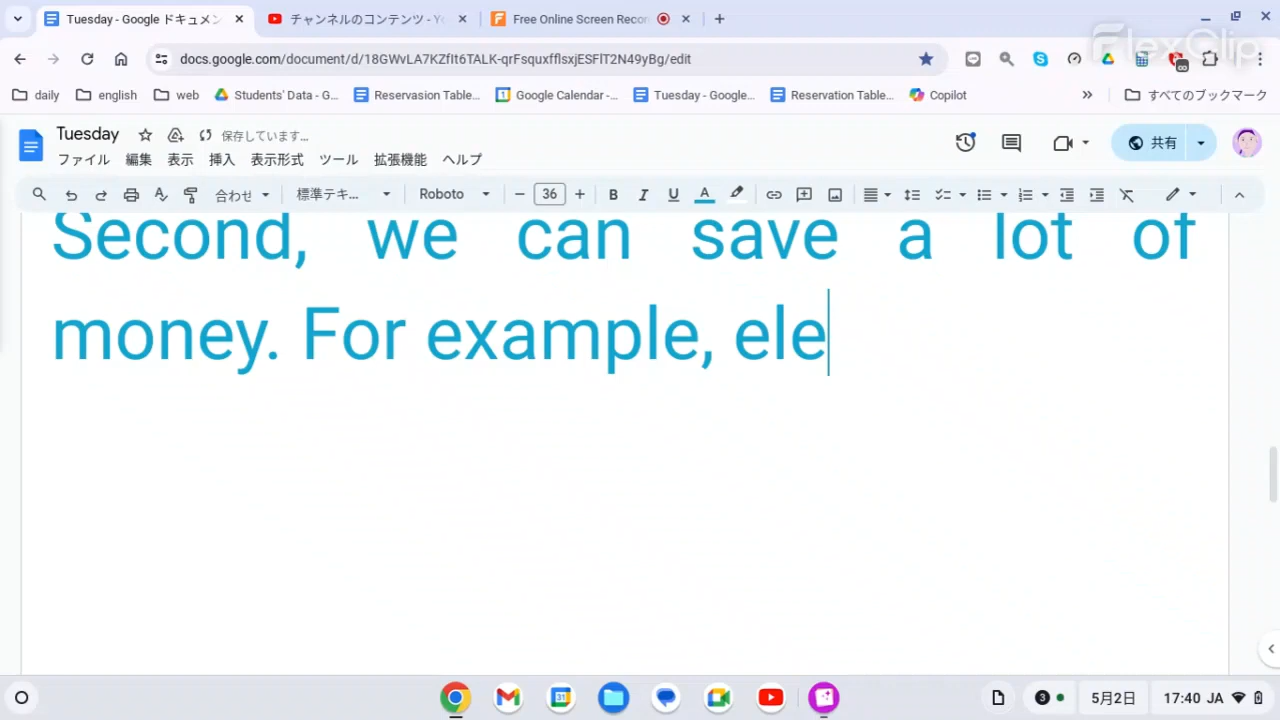 Tuesday - Google ドキュメン
チャンネルのコンテンツ - Yo
Free Online Screen Recor
FlexClip
docs.google.com/document/d/18GWvLA7KZfIt6TALK-qrFsquxfflsxjESFlT2N49yBg/edit
daily
english
web
Students' Data - G...
Reservasion Table...
Google Calendar -...
Tuesday - Google...
Reservation Table...
Copilot
すべてのブックマーク
Tuesday
保存しています...
ファイル 編集 表示 挿入 表示形式 ツール 拡張機能 ヘルプ
共有
合わせ
標準テキ...
Roboto
36
B I U A
Second, we can save a lot of
money. For example, ele
31
3
5月2日
17:40 JA